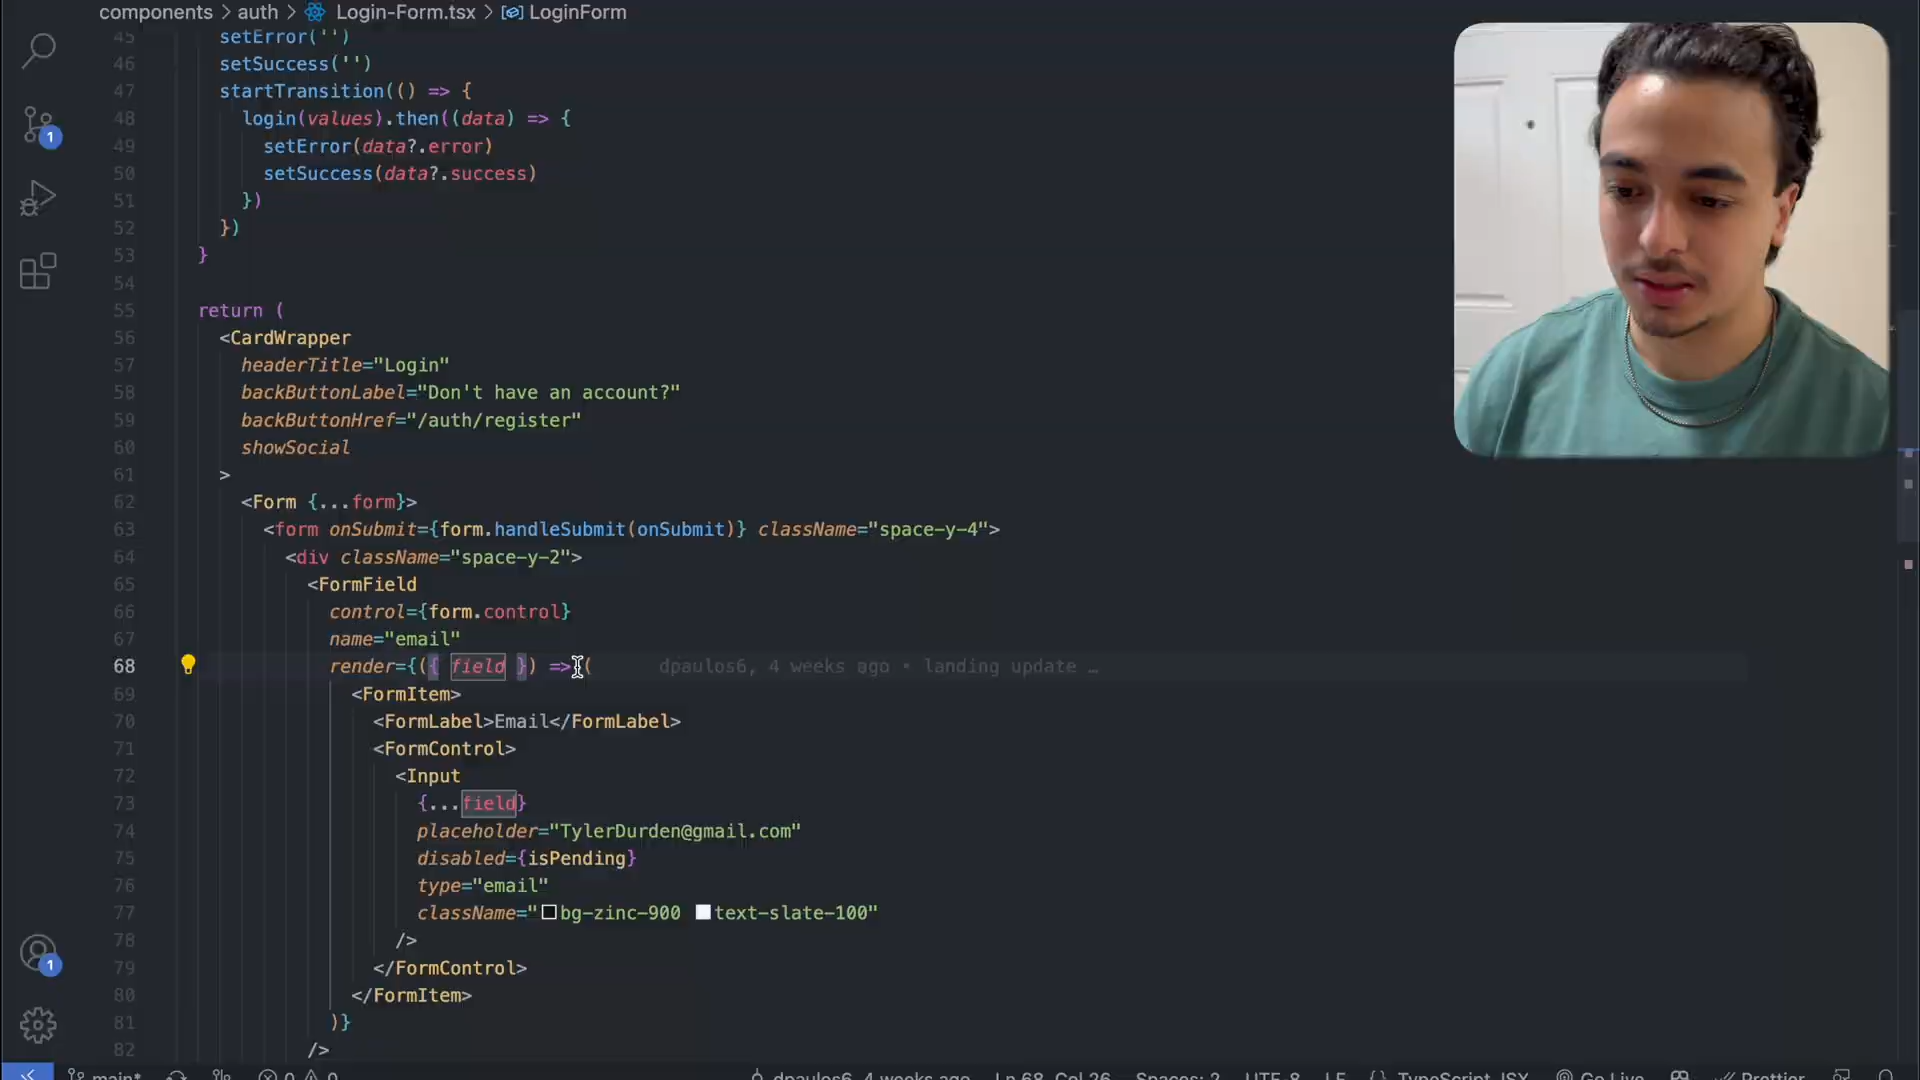 components > auth > Login-Form.tsx > LoginForm
45 setError('')
46 setSuccess('')
47 startTransition(() => {
48 login(values).then((data) => {
49 setError(data?.error)
50 setSuccess(data?.success)
51 })
52 })
53 }
54
55 return (
56 <CardWrapper
57 headerTitle="Login"
58 backButtonLabel="Don't have an account?"
59 backButtonHref="/auth/register"
60 showSocial
61 >
62 <Form {...form}>
63 <form onSubmit={form.handleSubmit(onSubmit)} className="space-y-4">
64 <div className="space-y-2">
65 <FormField
66 control={form.control}
67 name="email"
68 render={({ field }) => ( dpaulos6, 4 weeks ago • landing update …
69 <FormItem>
70 <FormLabel>Email</FormLabel>
71 <FormControl>
72 <Input
73 {...field}
74 placeholder="TylerDurden@gmail.com"
75 disabled={isPending}
76 type="email"
77 className="bg-zinc-900 text-slate-100"
78 />
79 </FormControl>
80 </FormItem>
81 )}
82 />
1
1
main* 0 0 dpaulos6, 4 weeks ago Ln 68, Col 26 Spaces: 2 UTF-8 LF {} TypeScript JSX Go Live Prettier